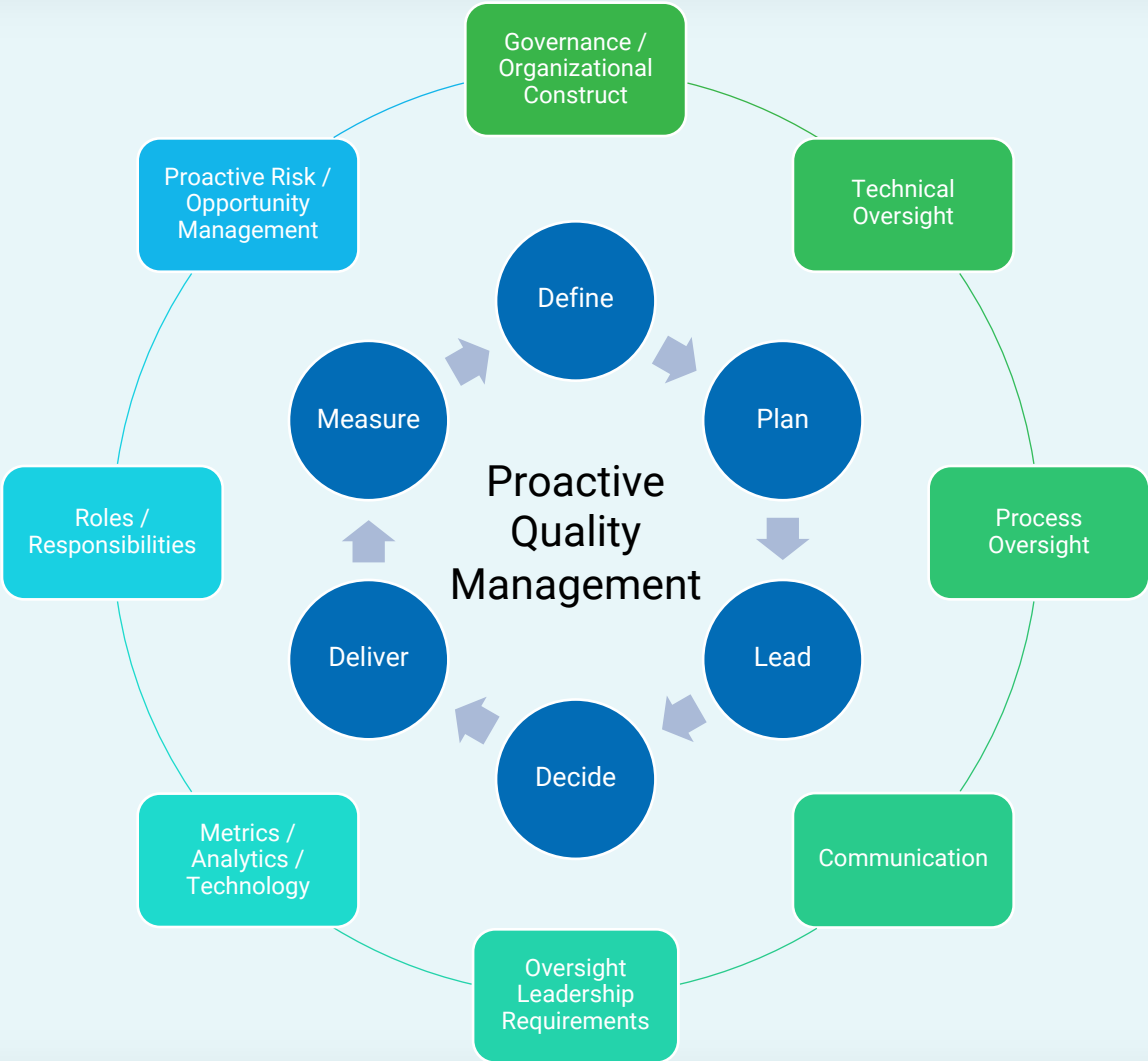 Governance /
Organizational
Construct
Technical
Oversight
Process
Oversight
Communication
Oversight
Leadership
Requirements
Metrics /
Analytics /
Technology
Roles /
Responsibilities
Proactive Risk /
Opportunity
Management
Define
Plan
Lead
Decide
Deliver
Measure
Proactive
Quality
Management